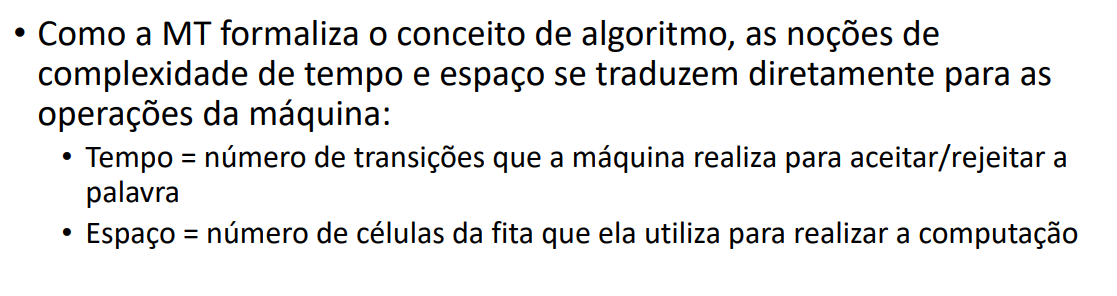 • Como a MT formaliza o conceito de algoritmo, as noções de
complexidade de tempo e espaço se traduzem diretamente para as
operações da máquina:
• Tempo = número de transições que a máquina realiza para aceitar/rejeitar a
palavra
• Espaço = número de células da fita que ela utiliza para realizar a computação